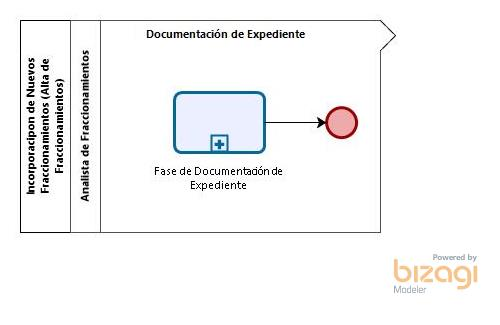 Documentación de Expediente
Incorporacipon de Nuevos
Fraccionamientos (Alta de
Fraccionamientos)
Analista de Fraccionamientos
Fase de Documentación de
Expediente
Powered by
bizagi
Modeler